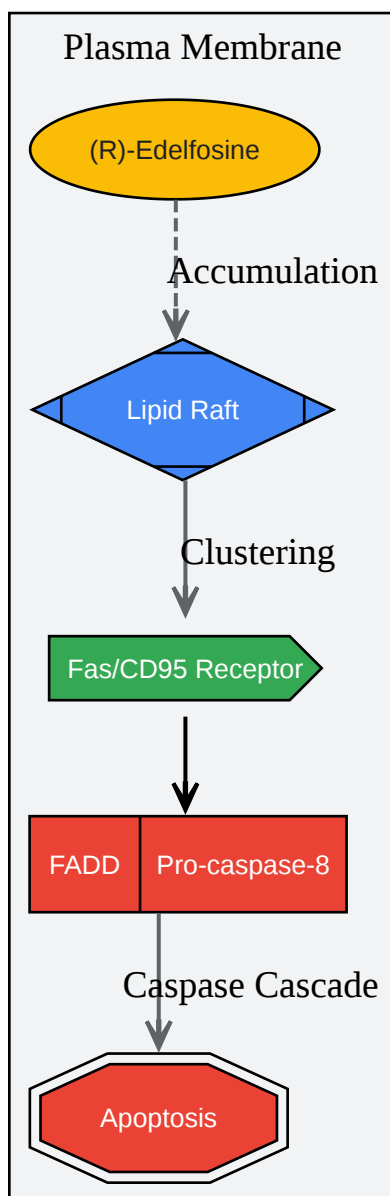 Plasma Membrane
(R)-Edelfosine
Accumulation
Lipid Raft
Clustering
Fas/CD95 Receptor
FADD
Pro-caspase-8
Caspase Cascade
Apoptosis